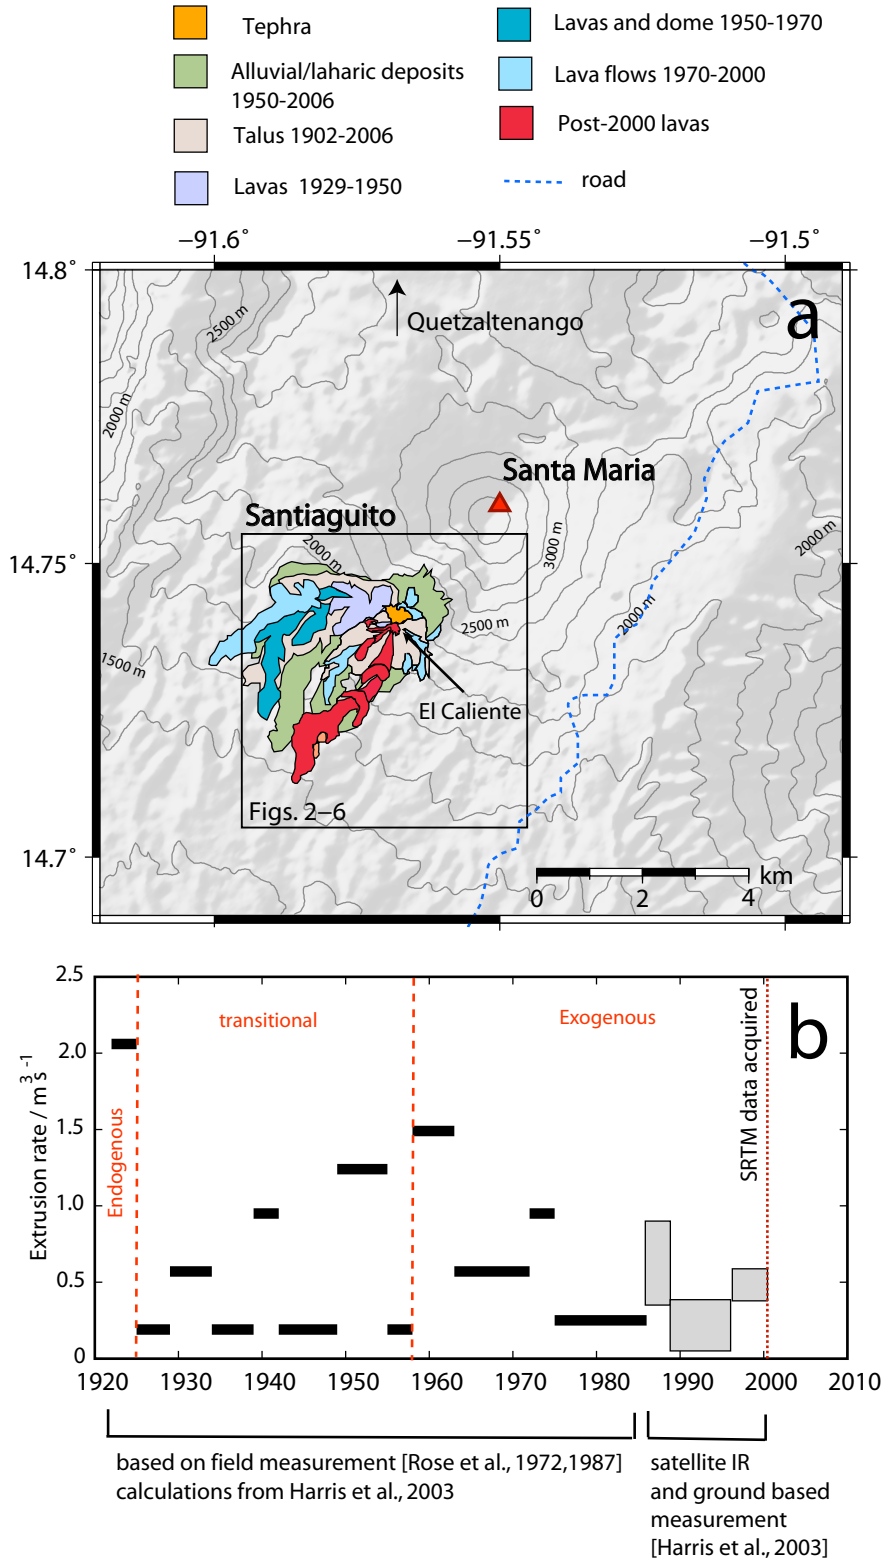 Tephra
Alluvial/laharic deposits
1950-2006
Talus 1902-2006
Lavas 1929-1950
Lavas and dome 1950-1970
Lava flows 1970-2000
Post-2000 lavas
road
−91.6˚ −91.55˚ −91.5˚
14.8˚
14.75˚
14.7˚
a
2500 m
Quetzaltenango
2000 m
Santa Maria
Santiaguito
2000 m
3000 m
2000 m
2500 m
2000 m
1500 m
El Caliente
Figs. 2−6
km
0 2 4
b
Extrusion rate / m³s⁻¹
2.5
2.0
1.5
1.0
0.5
0
Endogenous
transitional
Exogenous
SRTM data acquired
1920 1930 1940 1950 1960 1970 1980 1990 2000 2010
based on field measurement [Rose et al., 1972,1987]
calculations from Harris et al., 2003
satellite IR
and ground based
measurement
[Harris et al., 2003]